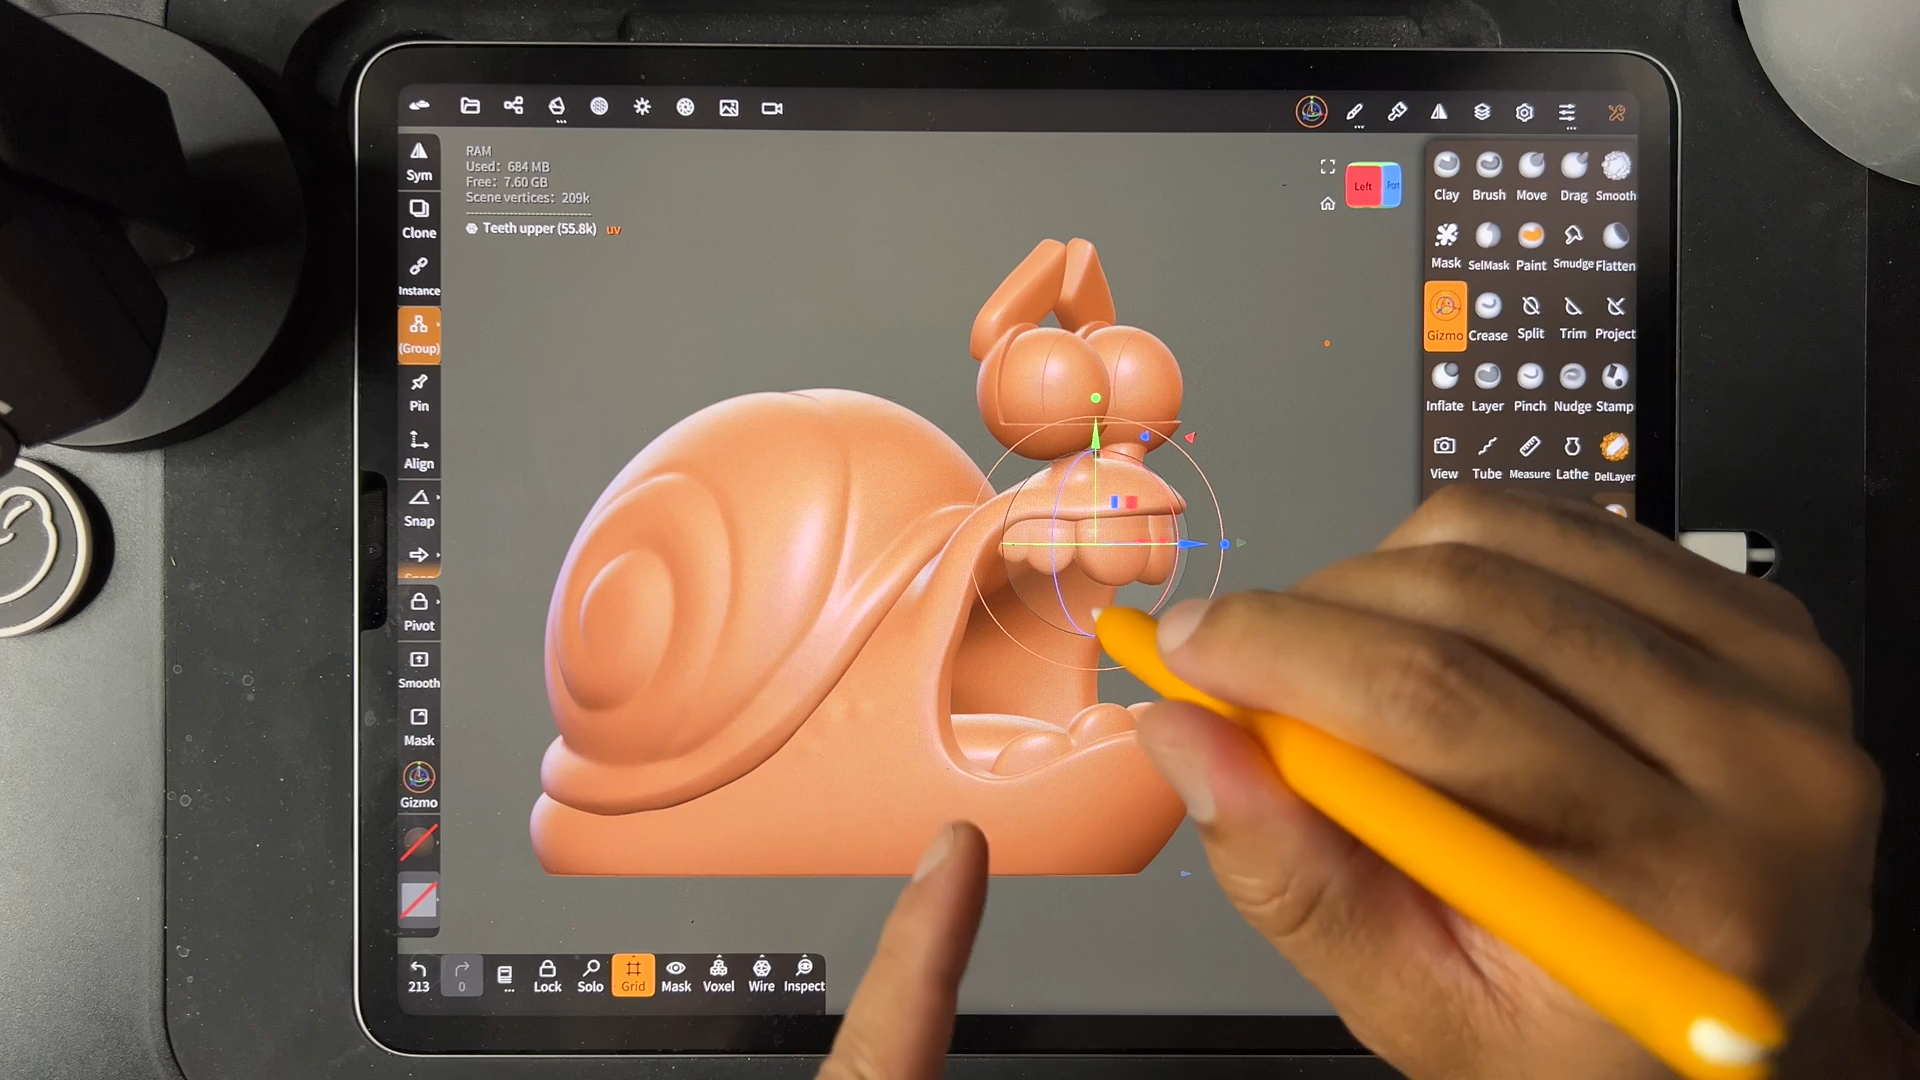 RAM
Used: 684 MB
Free: 7.60 GB
Scene vertices: 209k
Teeth upper (55.8k) uv
Sym
Clone
Instance
(Group)
Pin
Align
Snap
Pivot
Smooth
Mask
Gizmo
Left Front
Clay Brush Move Drag Smooth
Mask SelMask Paint Smudge Flatten
Gizmo Crease Split Trim Project
Inflate Layer Pinch Nudge Stamp
View Tube Measure Lathe DelLayer
213 0 ... Lock Solo Grid Mask Voxel Wire Inspect